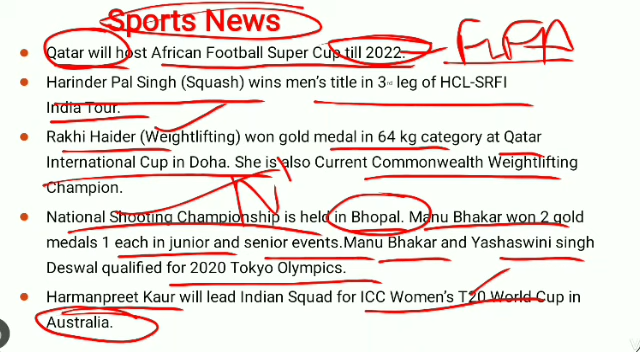 Sports News
Qatar will host African Football Super Cup till 2022. FIFA
Harinder Pal Singh (Squash) wins men's title in 3rd leg of HCL-SRFI
India Tour.
Rakhi Haider (Weightlifting) won gold medal in 64 kg category at Qatar
International Cup in Doha. She is also Current Commonwealth Weightlifting
Champion.
National Shooting Championship is held in Bhopal. Manu Bhakar won 2 gold
medals 1 each in junior and senior events.Manu Bhakar and Yashaswini singh
Deswal qualified for 2020 Tokyo Olympics.
Harmanpreet Kaur will lead Indian Squad for ICC Women's T20 World Cup in
Australia.